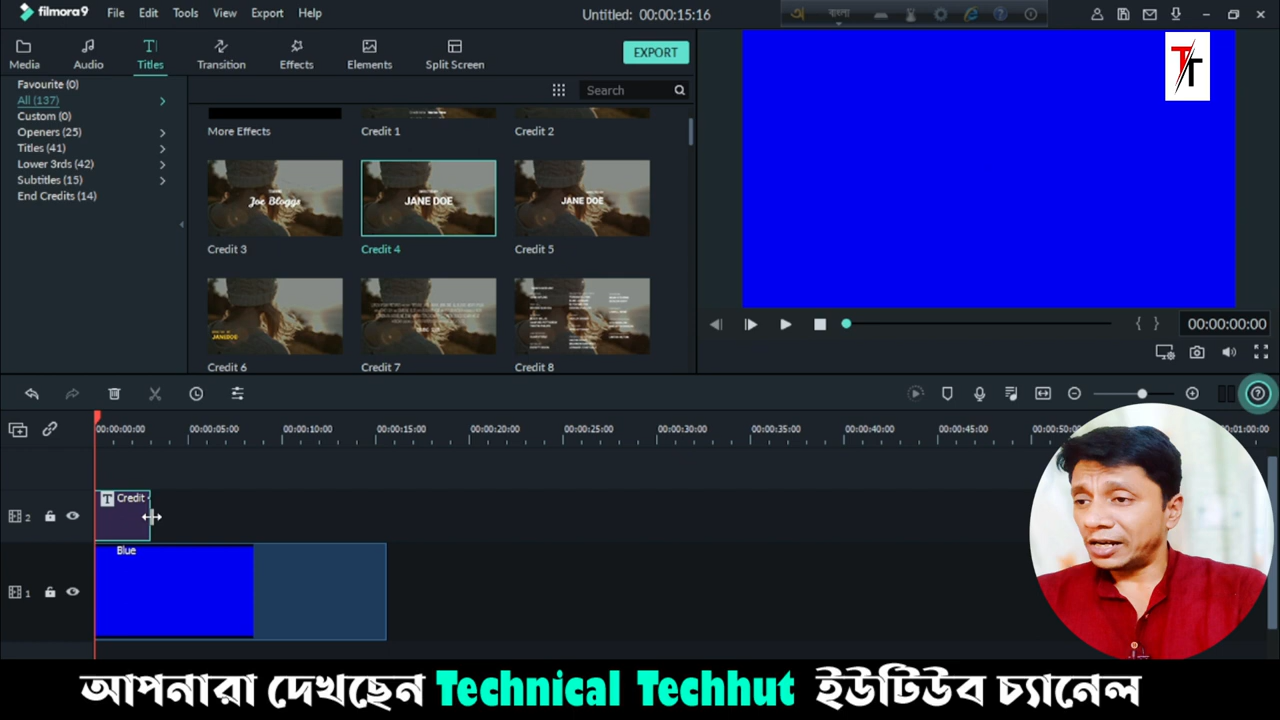 filmora9 File Edit Tools View Export Help Untitled: 00:00:15:16 বাংলা
Media Audio Titles Transition Effects Elements Split Screen EXPORT
Favourite (0)
All (137)
Custom (0)
Openers (25)
Titles (41)
Lower 3rds (42)
Subtitles (15)
End Credits (14)
Search
More Effects Credit 1 Credit 2
Joe Bloggs JANE DOE JANE DOE
Credit 3 Credit 4 Credit 5
Credit 6 Credit 7 Credit 8
TT
00:00:00:00
00:00:00:00 00:00:05:00 00:00:10:00 00:00:15:00 00:00:20:00 00:00:25:00 00:00:30:00 00:00:35:00 00:00:40:00 00:00:45:00 00:00:50:00 00:01:00:00
2 T Credit
Blue
1
আপনারা দেখছেন Technical Techhut ইউটিউব চ্যানেল